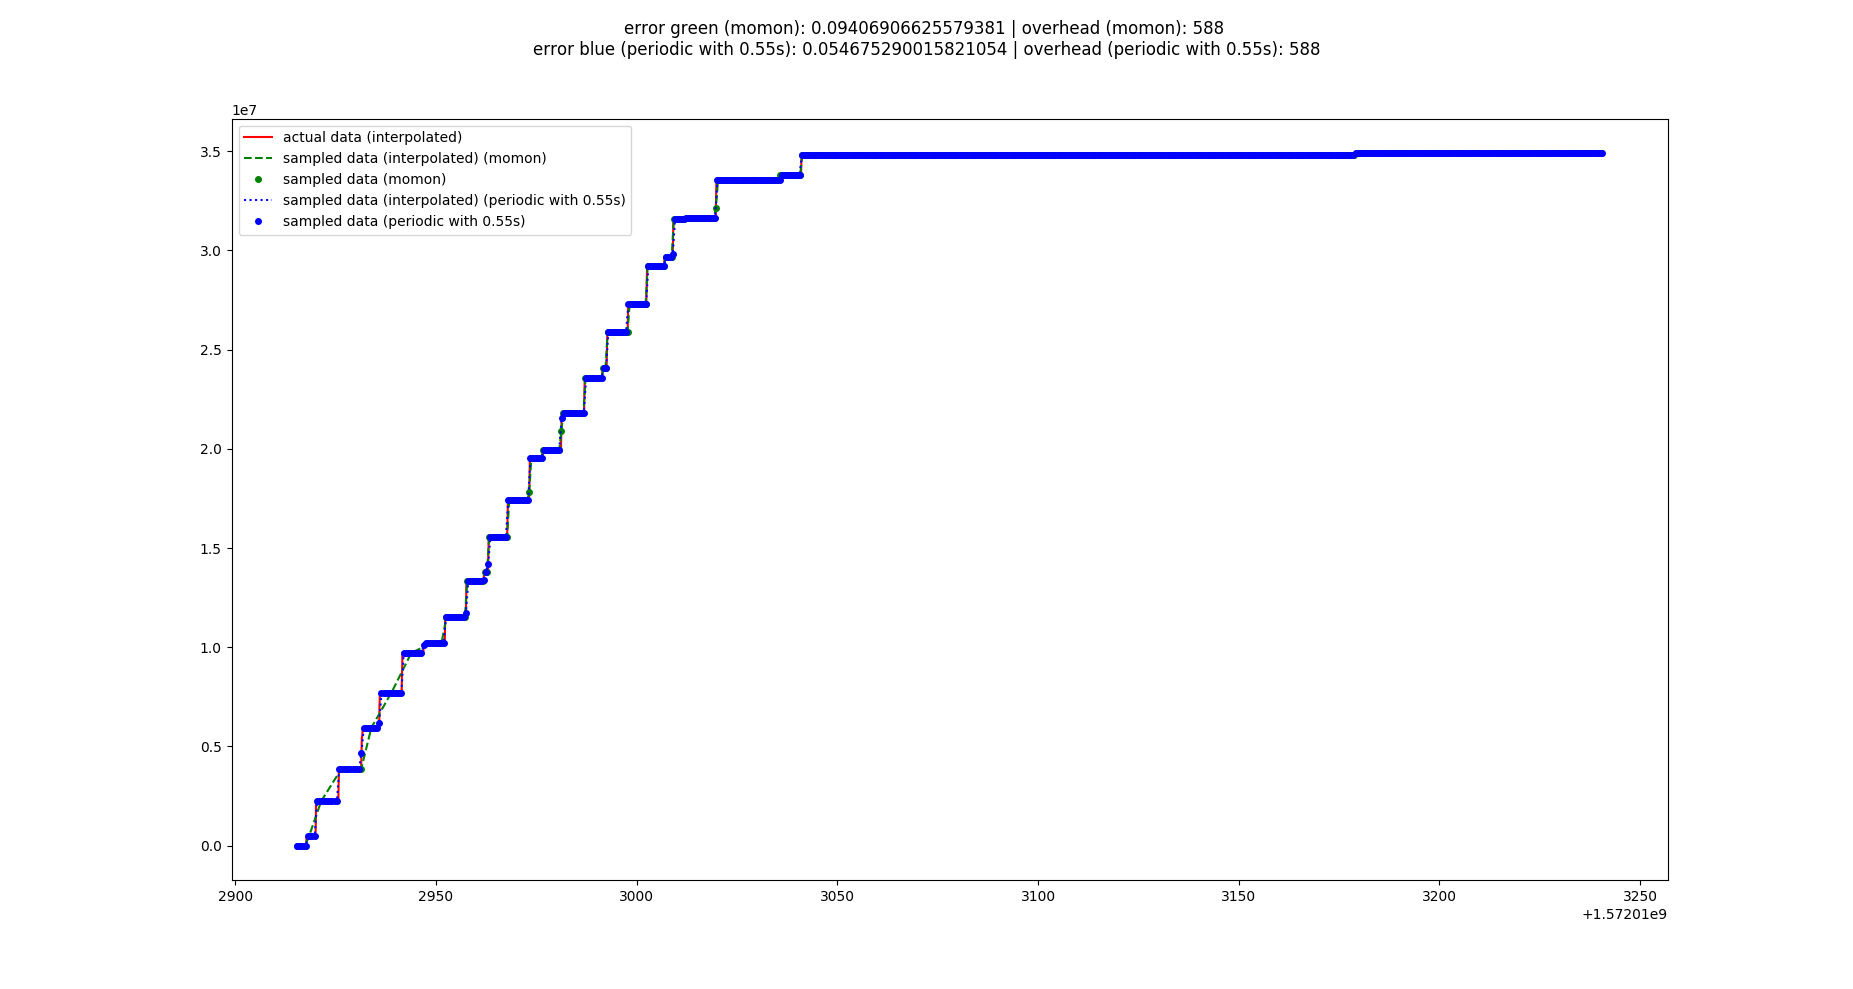 error green (momon): 0.09406906625579381 | overhead (momon): 588
error blue (periodic with 0.55s): 0.054675290015821054 | overhead (periodic with 0.55s): 588
1e7
actual data (interpolated)
sampled data (interpolated) (momon)
sampled data (momon)
sampled data (interpolated) (periodic with 0.55s)
sampled data (periodic with 0.55s)
3.5
3.0
2.5
2.0
1.5
1.0
0.5
0.0
2900 2950 3000 3050 3100 3150 3200 3250
+1.57201e9